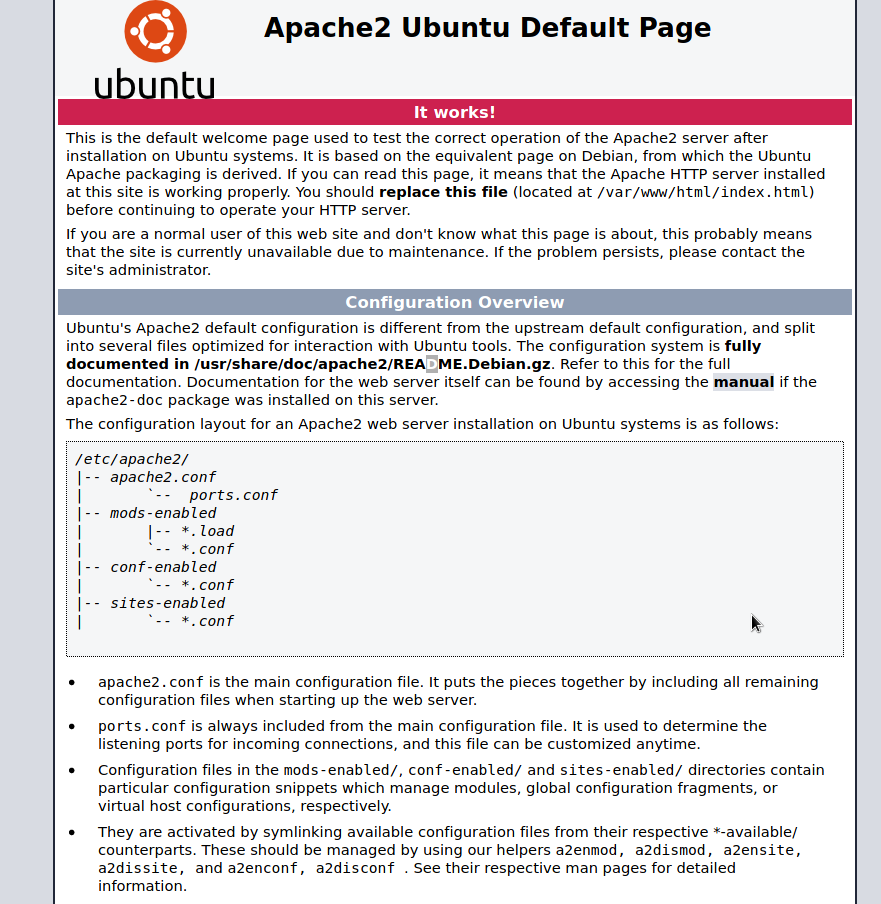 Apache2 Ubuntu Default Page
ubuntu
It works!
This is the default welcome page used to test the correct operation of the Apache2 server after
installation on Ubuntu systems. It is based on the equivalent page on Debian, from which the Ubuntu
Apache packaging is derived. If you can read this page, it means that the Apache HTTP server installed
at this site is working properly. You should replace this file (located at /var/www/html/index.html)
before continuing to operate your HTTP server.
If you are a normal user of this web site and don't know what this page is about, this probably means
that the site is currently unavailable due to maintenance. If the problem persists, please contact the
site's administrator.
Configuration Overview
Ubuntu's Apache2 default configuration is different from the upstream default configuration, and split
into several files optimized for interaction with Ubuntu tools. The configuration system is fully
documented in /usr/share/doc/apache2/README.Debian.gz. Refer to this for the full
documentation. Documentation for the web server itself can be found by accessing the manual if the
apache2-doc package was installed on this server.
The configuration layout for an Apache2 web server installation on Ubuntu systems is as follows:
/etc/apache2/
|-- apache2.conf
|       `--  ports.conf
|-- mods-enabled
|       |-- *.load
|       `-- *.conf
|-- conf-enabled
|       `-- *.conf
|-- sites-enabled
|       `-- *.conf
• apache2.conf is the main configuration file. It puts the pieces together by including all remaining
configuration files when starting up the web server.
• ports.conf is always included from the main configuration file. It is used to determine the
listening ports for incoming connections, and this file can be customized anytime.
• Configuration files in the mods-enabled/, conf-enabled/ and sites-enabled/ directories contain
particular configuration snippets which manage modules, global configuration fragments, or
virtual host configurations, respectively.
• They are activated by symlinking available configuration files from their respective *-available/
counterparts. These should be managed by using our helpers a2enmod, a2dismod, a2ensite,
a2dissite, and a2enconf, a2disconf . See their respective man pages for detailed
information.